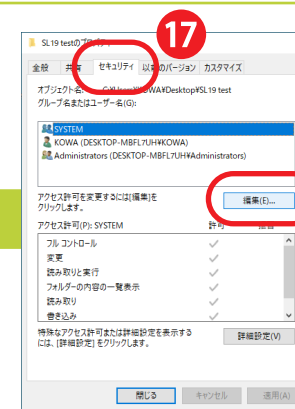 17
SL19 testのプロパティ
全般 共有 セキュリティ 以前のバージョン カスタマイズ
オブジェクト名: C:¥Users¥KOWA¥Desktop¥SL19 test
グループ名またはユーザー名(G):
SYSTEM
KOWA (DESKTOP-MBFL7UH¥KOWA)
Administrators (DESKTOP-MBFL7UH¥Administrators)
アクセス許可を変更するには[編集]を
クリックします。
編集(E)...
アクセス許可(P): SYSTEM 許可
フル コントロール
変更
読み取りと実行
フォルダーの内容の一覧表示
読み取り
書き込み
特殊なアクセス許可または詳細設定を表示する
には、[詳細設定] をクリックします。
詳細設定(V)
閉じる キャンセル 適用(A)